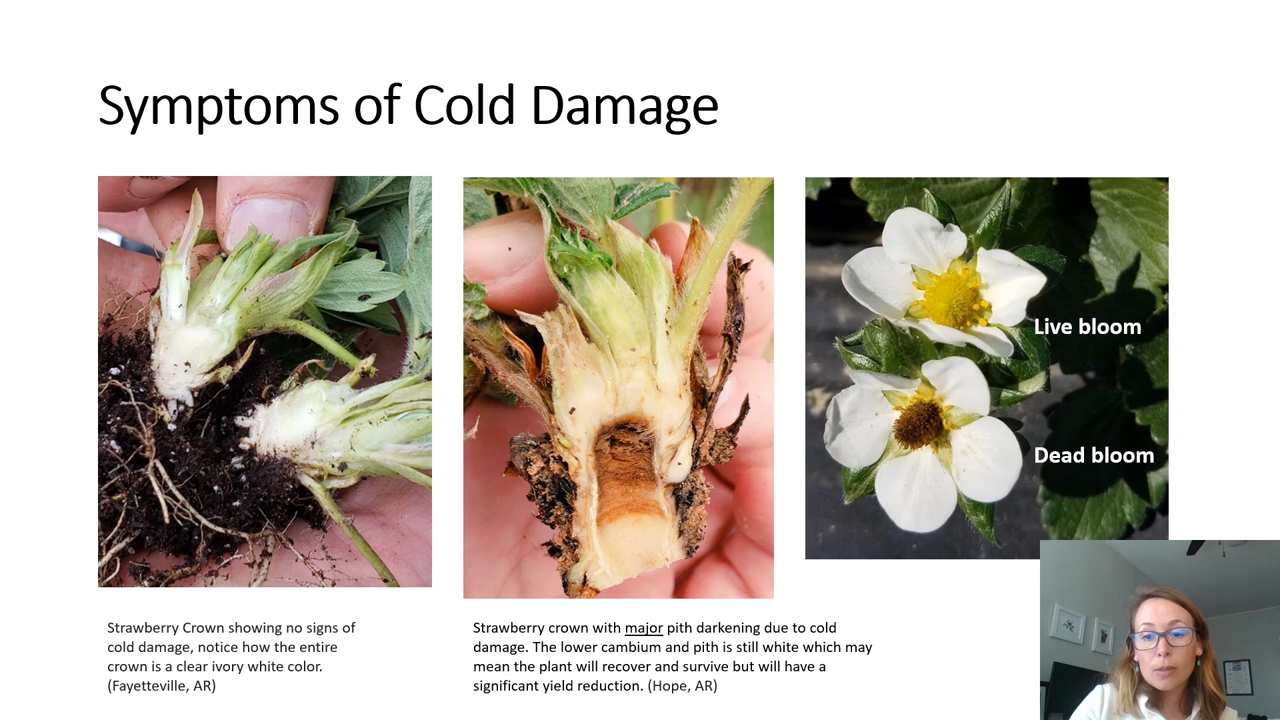 Symptoms of Cold Damage
Live bloom
Dead bloom
Strawberry Crown showing no signs of
cold damage, notice how the entire
crown is a clear ivory white color.
(Fayetteville, AR)
Strawberry crown with major pith darkening due to cold
damage. The lower cambium and pith is still white which may
mean the plant will recover and survive but will have a
significant yield reduction. (Hope, AR)